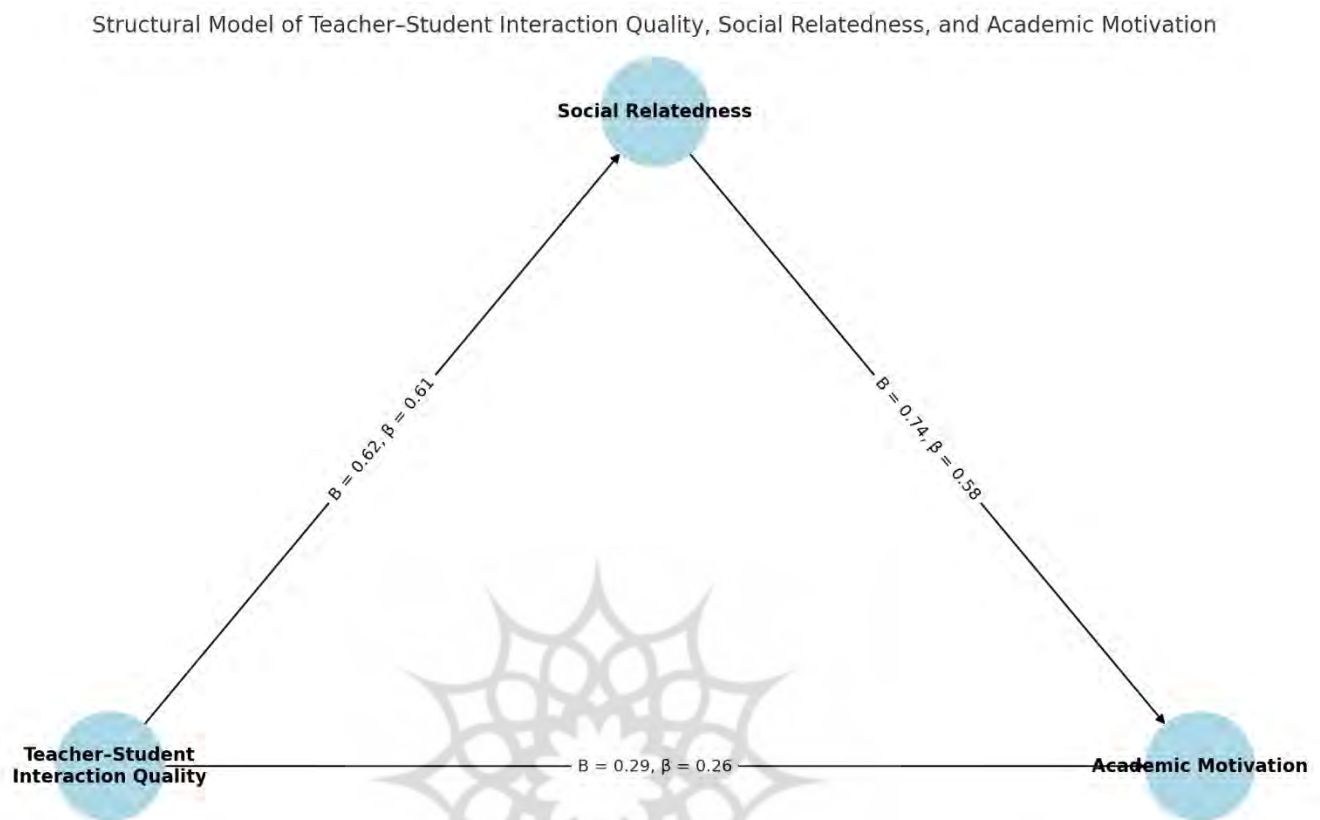 Structural Model of Teacher–Student Interaction Quality, Social Relatedness, and Academic Motivation
Social Relatedness
B = 0.62, β = 0.61
B = 0.74, β = 0.58
Teacher–Student
Interaction Quality
B = 0.29, β = 0.26
Academic Motivation